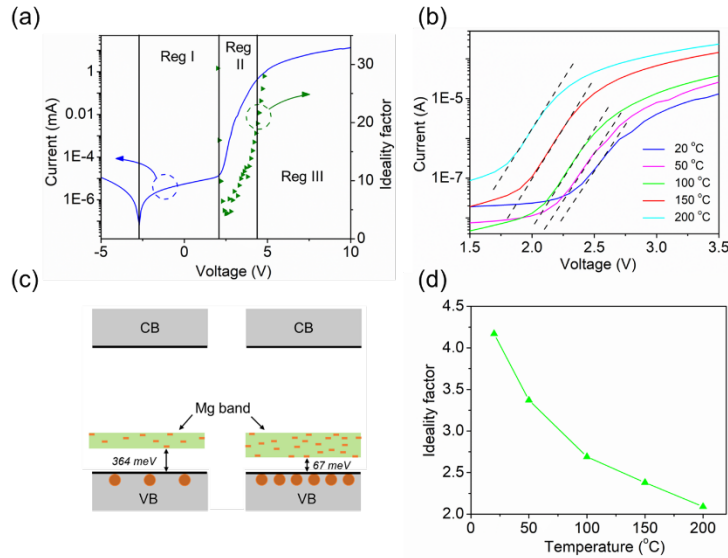 (a)
Reg I
Reg
II
Reg III
Current (mA)
1
0.01
1E-4
1E-6
Ideality factor
30
20
10
0
-5
0
5
10
Voltage (V)
(b)
Current (A)
1E-5
1E-7
20 °C
50 °C
100 °C
150 °C
200 °C
1.5
2.0
2.5
3.0
3.5
Voltage (V)
(c)
CB
CB
Mg band
364 meV
67 meV
VB
VB
(d)
Ideality factor
4.5
4.0
3.5
3.0
2.5
2.0
0
50
100
150
200
Temperature (°C)